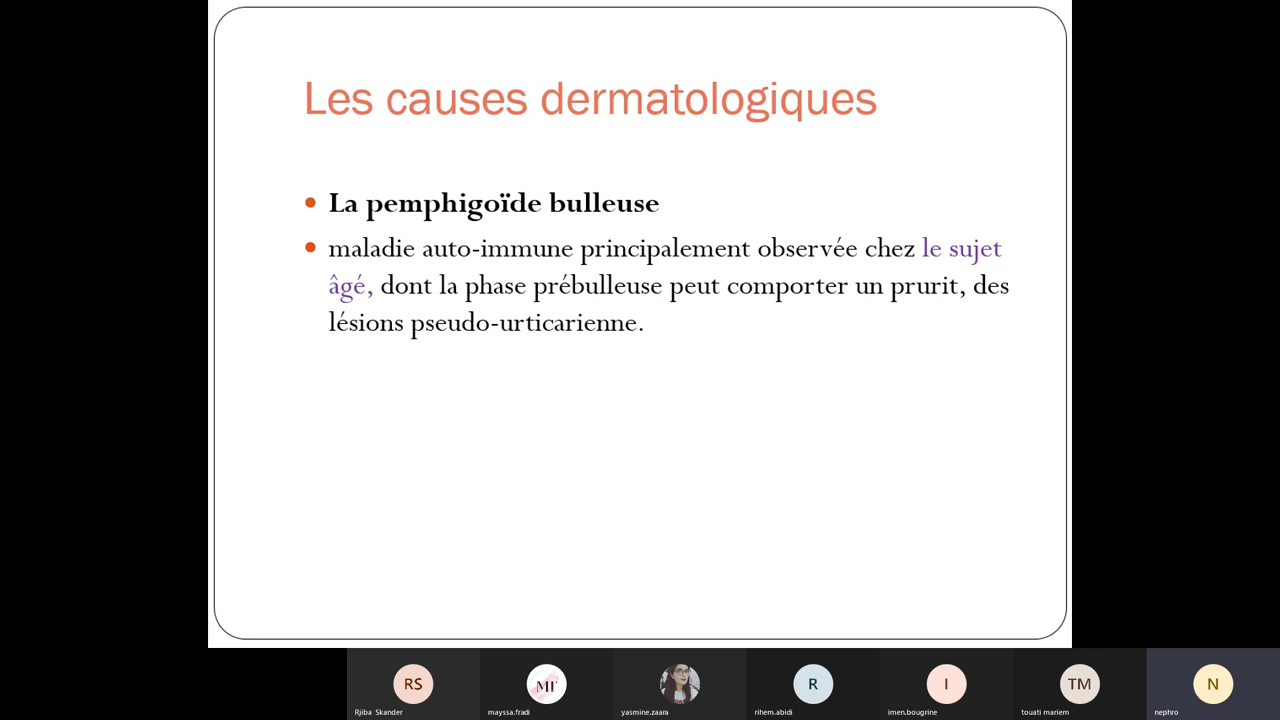 Les causes dermatologiques
• La pemphigoïde bulleuse
• maladie auto-immune principalement observée chez le sujet
âgé, dont la phase prébulleuse peut comporter un prurit, des
lésions pseudo-urticarienne.
RS MF R I TM N
Rjiba Skander mayssa.fradi yasmine.zaara rihem.abidi imen.bougrine touati mariem nephro